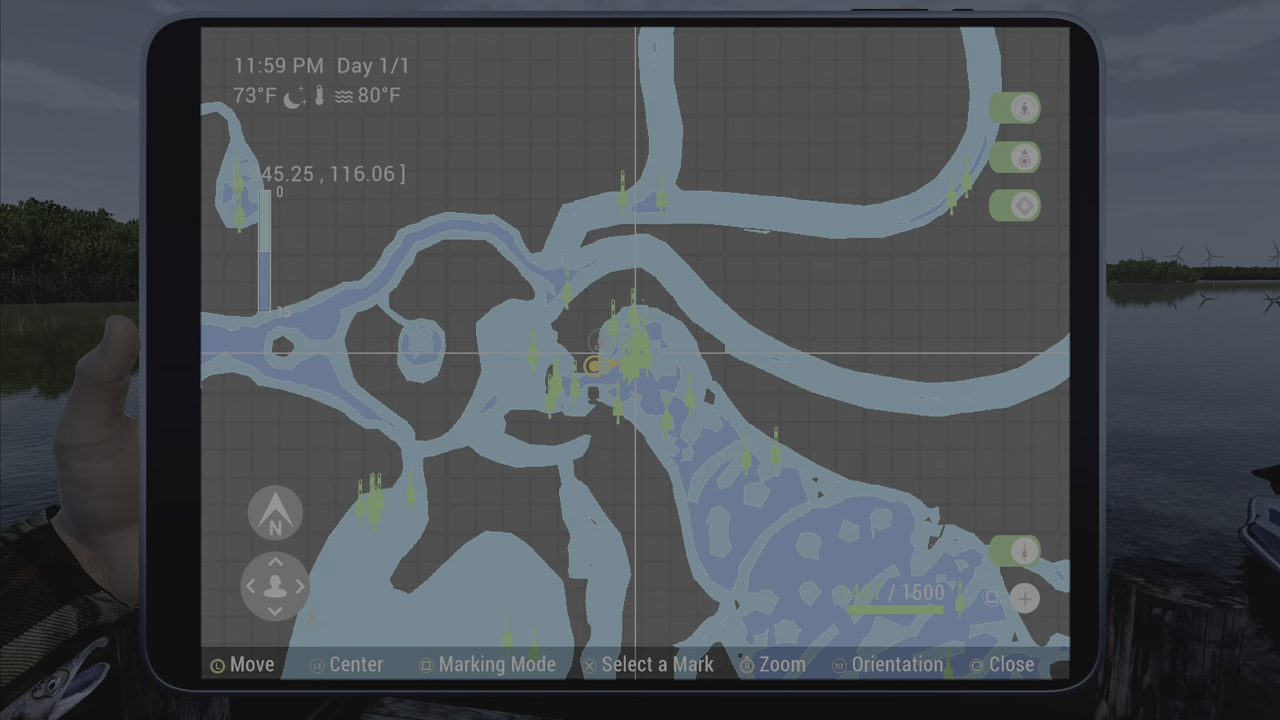 11:59 PM Day 1/1
73°F 80°F
45.25 , 116.06 ]
0
15
N
/ 1500
L Move
Center
Marking Mode
Select a Mark
Zoom
R3 Orientation
Close